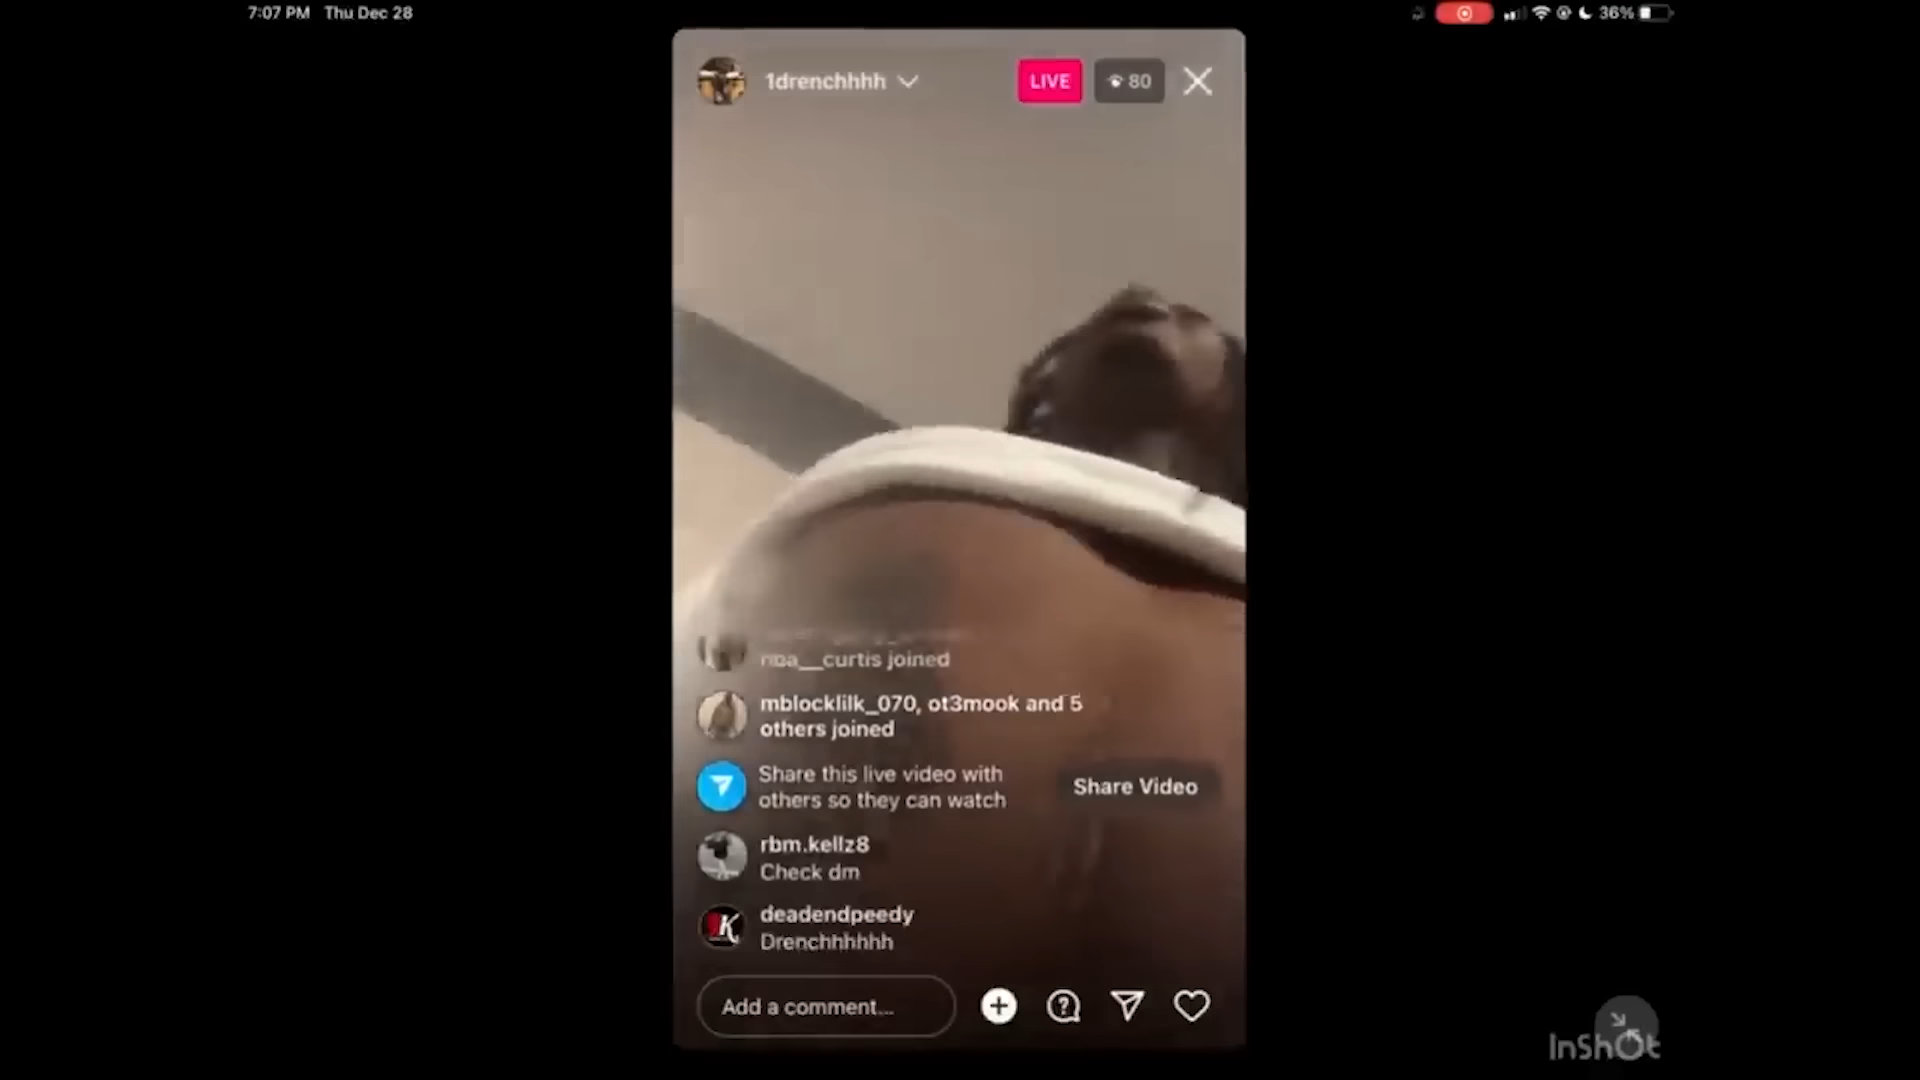 7:07 PM Thu Dec 28
36%
1drenchhhh
LIVE
80
curtis joined
mblocklilk_070, ot3mook and 5
others joined
Share this live video with
others so they can watch
Share Video
rbm.kellz8
Check dm
deadendpeedy
Drenchhhhhh
Add a comment...
InShOt